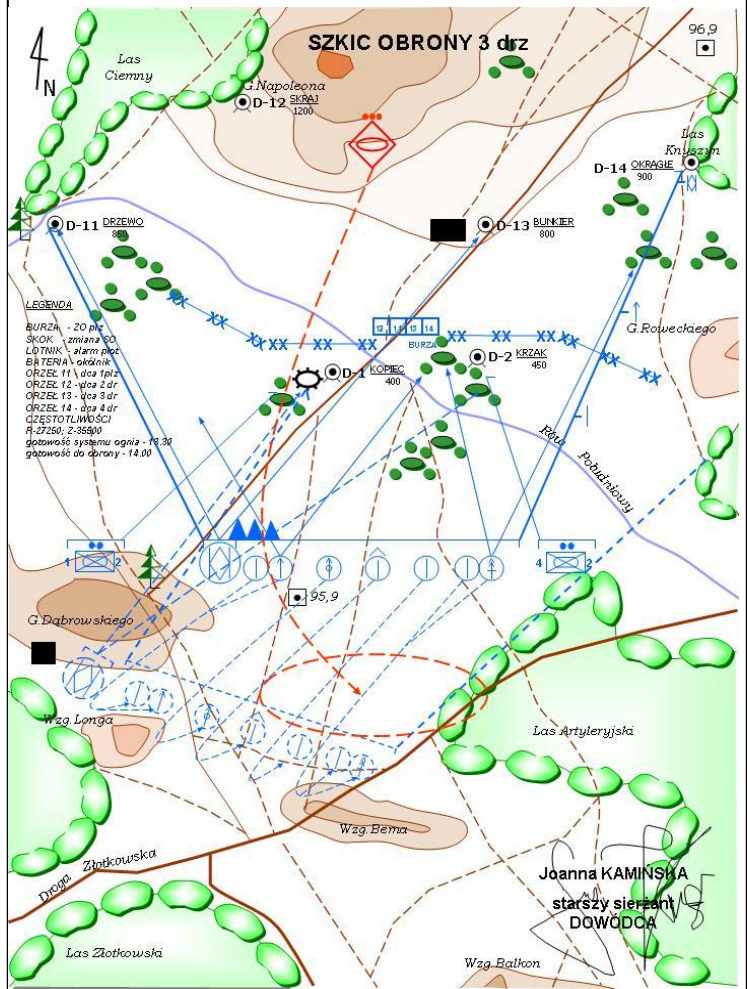 SZKIC OBRONY 3 drz
96,9
Las
Ciemny
N
G.Napoleona
D-12 SKRAJ
1200
Las
Knyszyn
D-14 OKRĄGŁE
900
D-11 DRZEWO
850
D-13 BUNKIER
800
LEGENDA
BURZA - ZO plz
SKOK - zmiana SO
LOTNIK - alarm plot
BATERIA - okólnik
ORZEŁ 11 - dca 1plz
ORZEŁ 12 - dca 2 dr
ORZEŁ 13 - dca 3 dr
ORZEŁ 14 - dca 4 dr
CZĘSTOTLIWOŚCI
R-27250; Z-35500
gotowość systemu ognia - 13.30
gotowość do obrony - 14.00
12 11 13 14
BURZA
G.Roweckiego
D-1 KOPIEC
400
D-2 KRZAK
450
Rów Południowy
1 2
4 2
95,9
G.Dąbrowskiego
Wzg.Longa
Las Artyleryjski
Wzg.Bema
Droga Złotkowska
Joanna KAMIŃSKA
starszy sierżant
DOWÓDCA
Las Złotkowski
Wzg.Balkon